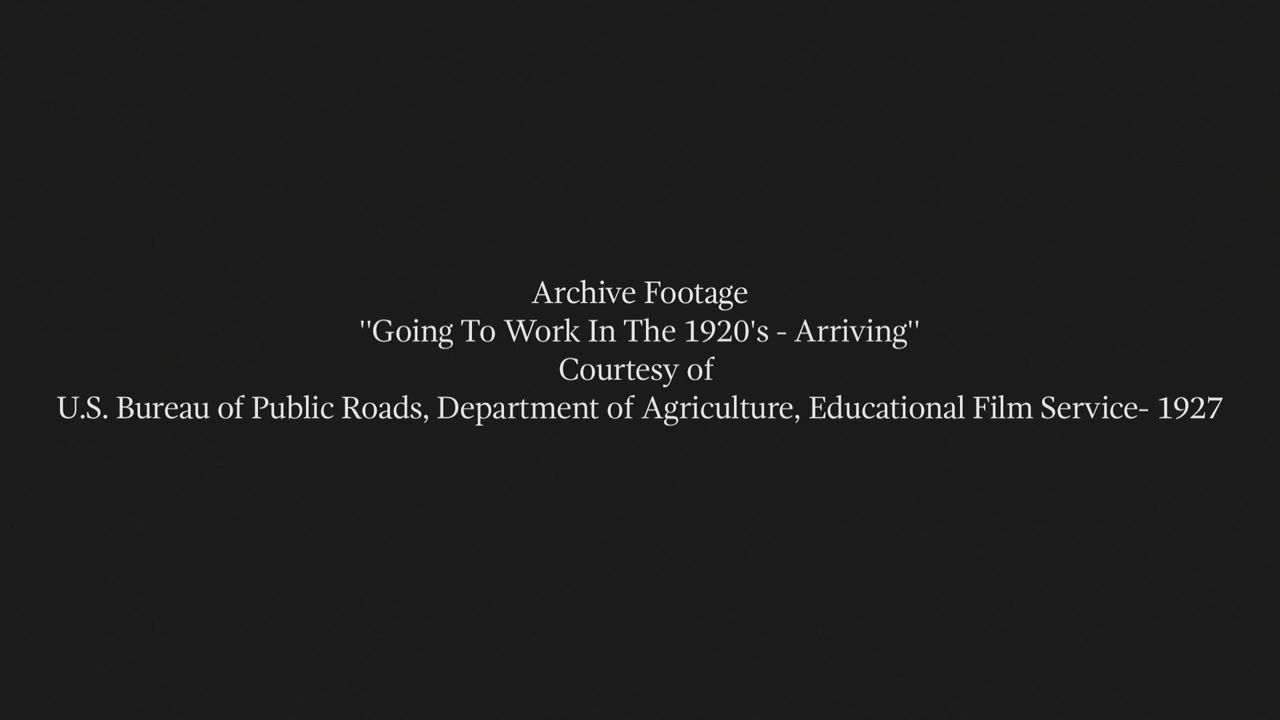 Archive Footage
"Going To Work In The 1920's - Arriving"
Courtesy of
U.S. Bureau of Public Roads, Department of Agriculture, Educational Film Service- 1927